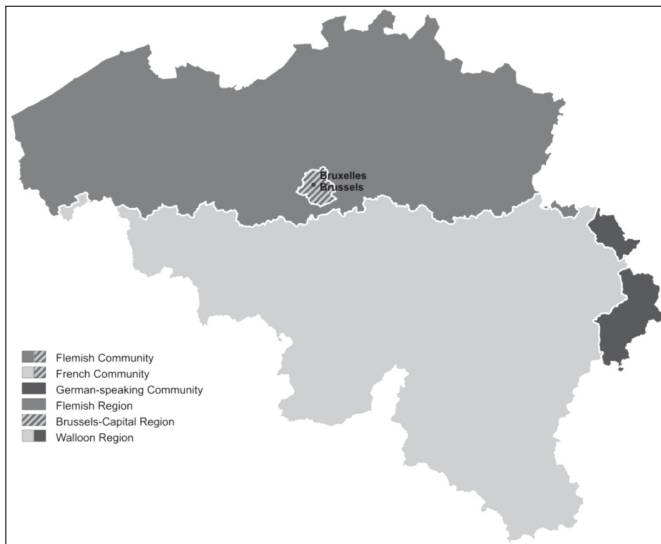 Bruxelles
Brussels
Flemish Community
French Community
German-speaking Community
Flemish Region
Brussels-Capital Region
Walloon Region